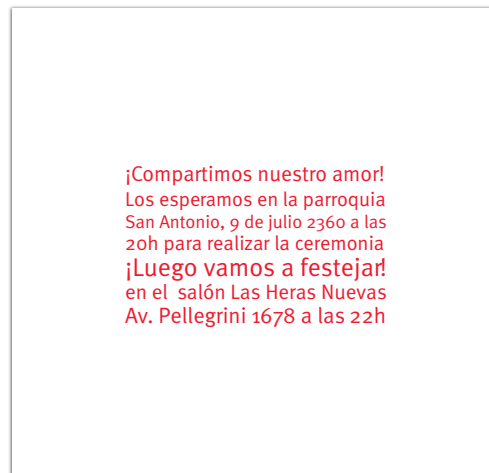 ¡Compartimos nuestro amor!
Los esperamos en la parroquia
San Antonio, 9 de julio 2360 a las
20h para realizar la ceremonia
¡Luego vamos a festejar!
en el  salón Las Heras Nuevas
Av. Pellegrini 1678 a las 22h